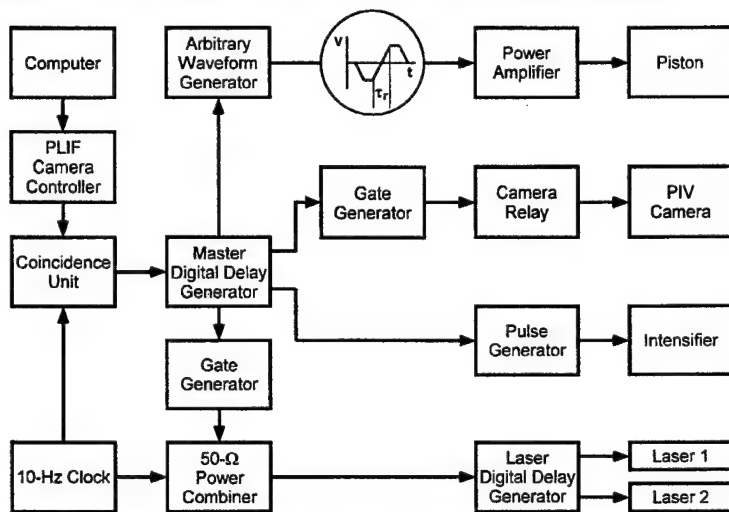 Computer
Arbitrary
Waveform
Generator
V
t
τr
Power
Amplifier
Piston
PLIF
Camera
Controller
Gate
Generator
Camera
Relay
PIV
Camera
Coincidence
Unit
Master
Digital Delay
Generator
Pulse
Generator
Intensifier
Gate
Generator
10-Hz Clock
50-Ω
Power
Combiner
Laser
Digital Delay
Generator
Laser 1
Laser 2